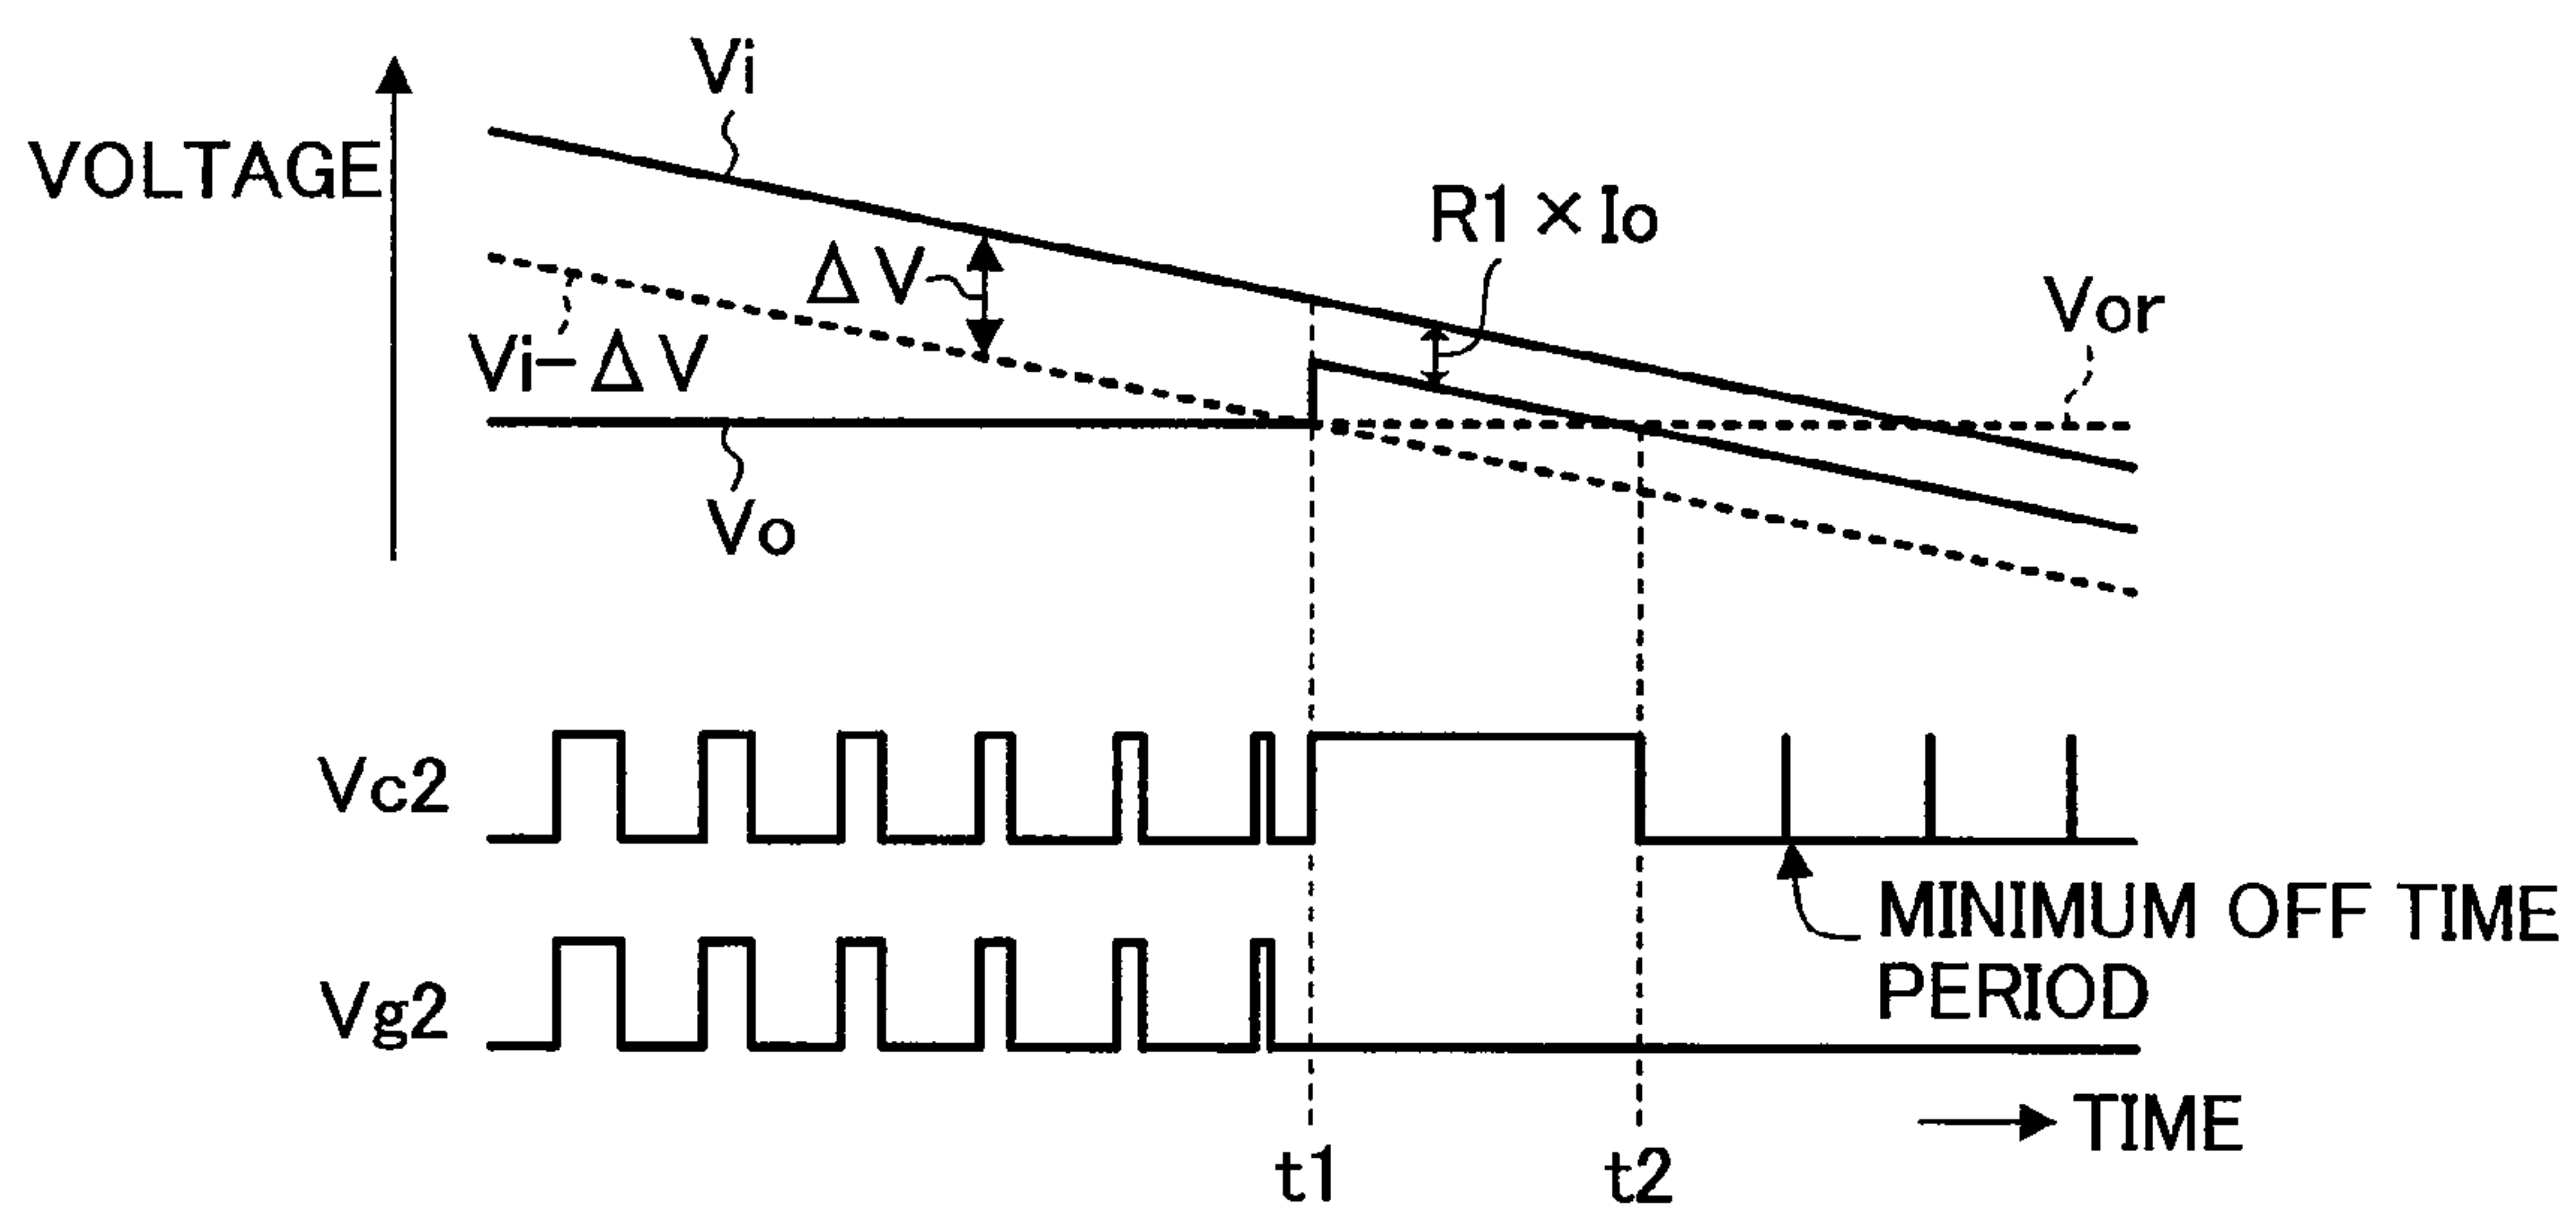 Vi
VOLTAGE
R1 × Io
ΔV
Vor
Vi-ΔV
Vo
Vc2
MINIMUM OFF TIME
PERIOD
Vg2
TIME
t1
t2